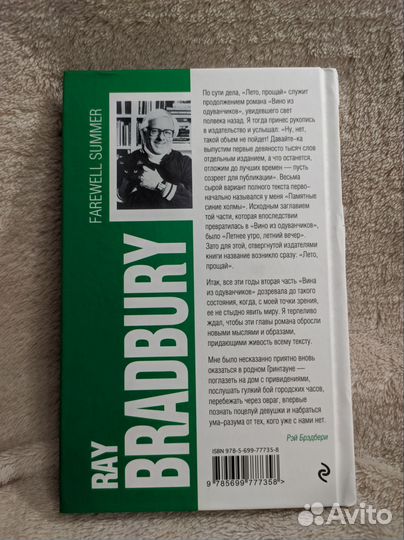 RAY
BRADBURY
FAREWELL SUMMER
По сути дела, «Лето, прощай» служит
продолжением романа «Вино из
одуванчиков», увидевшего свет
полвека назад. Я тогда принес рукопись
в издательство и услышал: «Ну, нет,
такой объем не пойдет! Давайте-ка
выпустим первые девяносто тысяч слов
отдельным изданием, а что останется,
отложим до лучших времен — пусть
созреет для публикации». Весьма
сырой вариант полного текста перво-
начально назывался у меня «Памятные
синие холмы». Исходным заглавием
той части, которая впоследствии
превратилась в «Вино из одуванчиков»,
было «Летнее утро, летний вечер».
Зато для этой, отвергнутой издателями
книги название возникло сразу: «Лето,
прощай».
Итак, все эти годы вторая часть «Вина
из одуванчиков» дозревала до такого
состояния, когда, с моей точки зрения,
ее не стыдно явить миру. Я терпеливо
ждал, чтобы эти главы романа обросли
новыми мыслями и образами,
придающими живость всему тексту.
Мне было несказанно приятно вновь
оказаться в родном Гринтауне —
поглазеть на дом с привидениями,
послушать гулкий бой городских часов,
перебежать через овраг, впервые
познать поцелуй девушки и набраться
ума-разума от тех, кого уже с нами нет.
Рэй Брэдбери
ISBN 978-5-699-77735-8
9 785699 777358 >
Avito